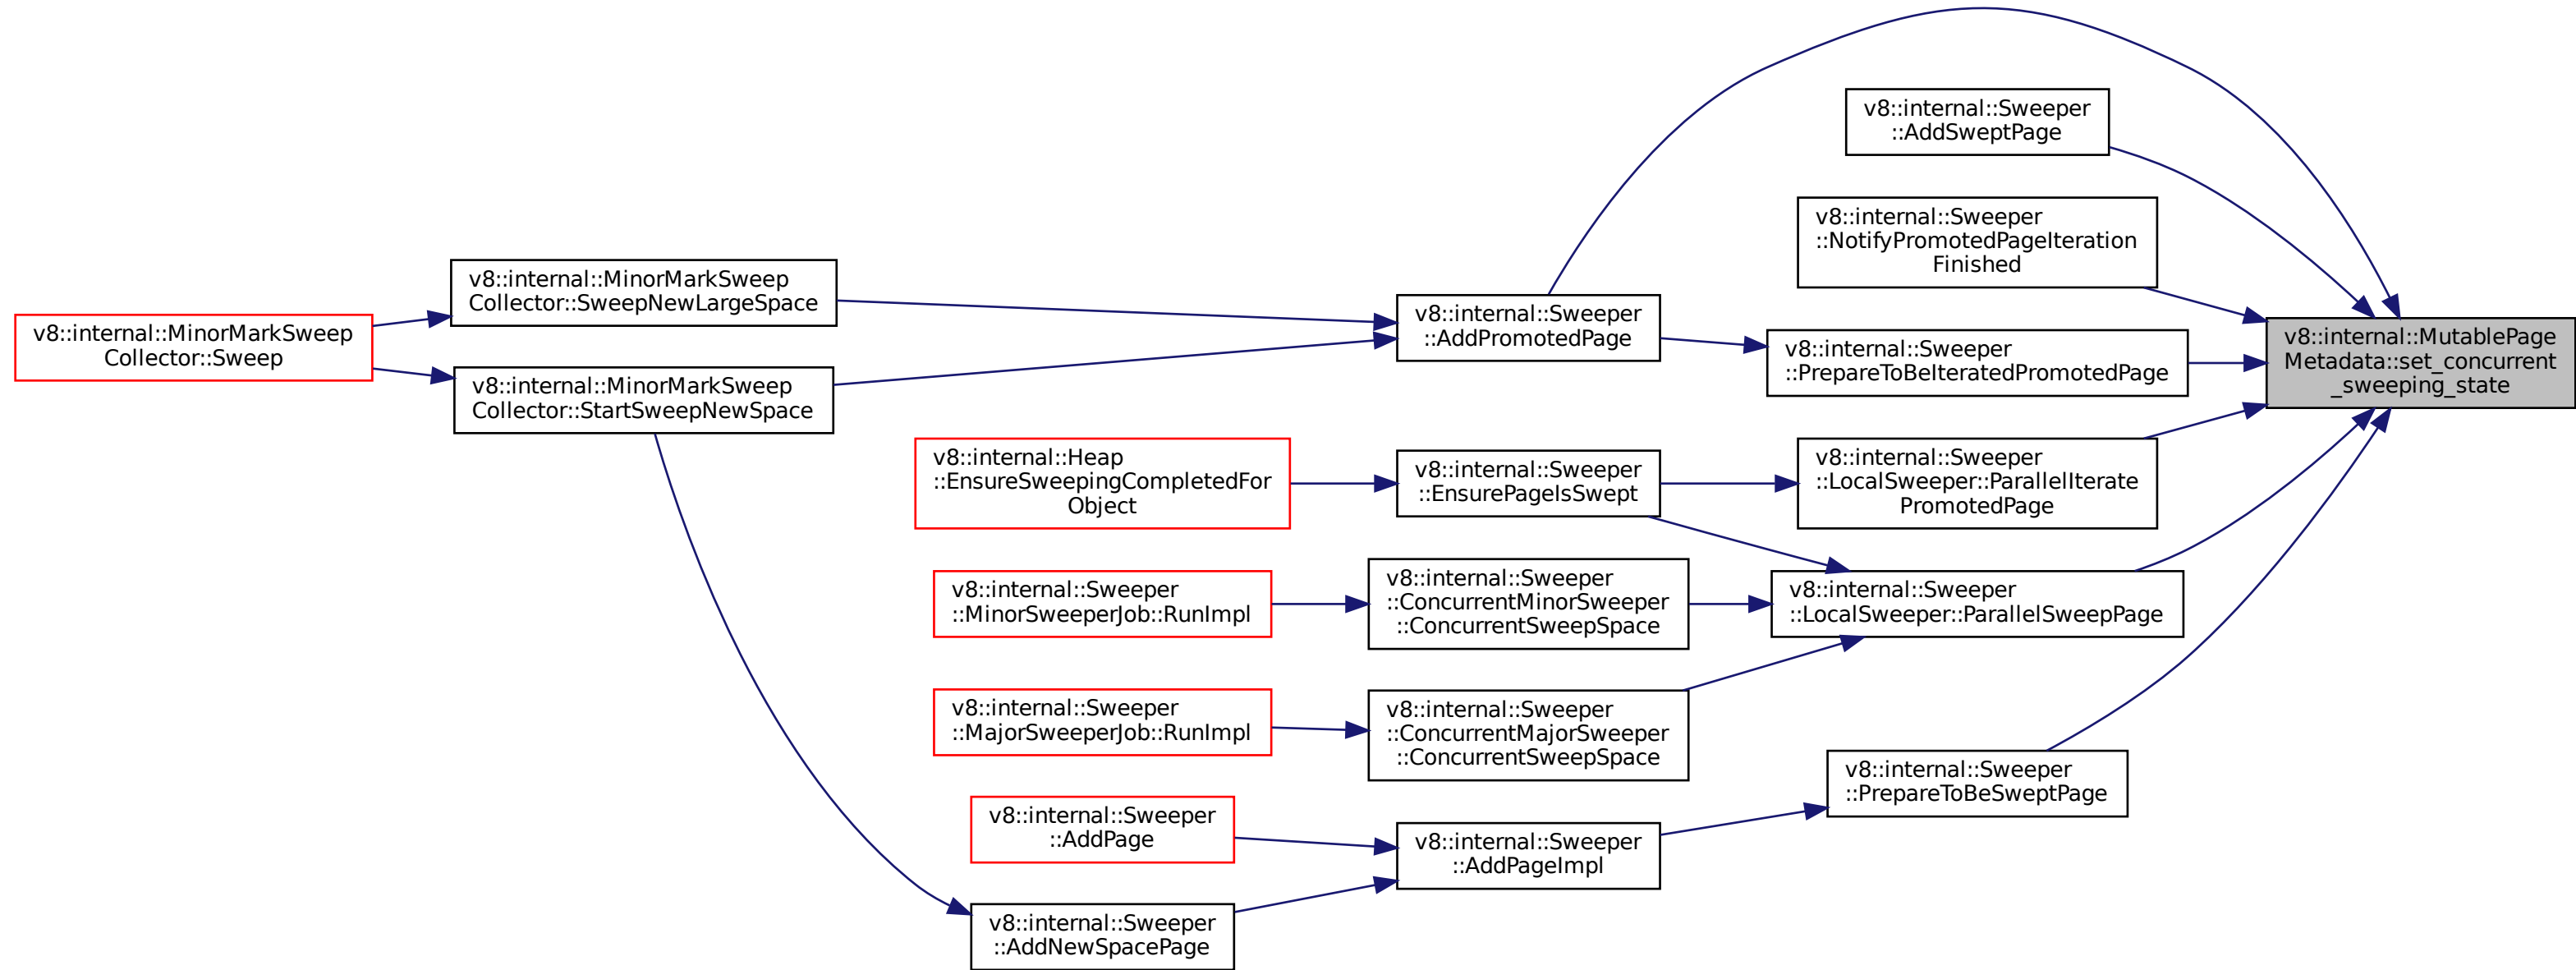 v8::internal::MinorMarkSweep
Collector::Sweep
v8::internal::MinorMarkSweep
Collector::SweepNewLargeSpace
v8::internal::MinorMarkSweep
Collector::StartSweepNewSpace
v8::internal::Heap
::EnsureSweepingCompletedFor
Object
v8::internal::Sweeper
::MinorSweeperJob::RunImpl
v8::internal::Sweeper
::MajorSweeperJob::RunImpl
v8::internal::Sweeper
::AddPage
v8::internal::Sweeper
::AddNewSpacePage
v8::internal::Sweeper
::AddPromotedPage
v8::internal::Sweeper
::EnsurePageIsSwept
v8::internal::Sweeper
::ConcurrentMinorSweeper
::ConcurrentSweepSpace
v8::internal::Sweeper
::ConcurrentMajorSweeper
::ConcurrentSweepSpace
v8::internal::Sweeper
::AddPageImpl
v8::internal::Sweeper
::AddSweptPage
v8::internal::Sweeper
::NotifyPromotedPageIteration
Finished
v8::internal::Sweeper
::PrepareToBeIteratedPromotedPage
v8::internal::Sweeper
::LocalSweeper::ParallelIterate
PromotedPage
v8::internal::Sweeper
::LocalSweeper::ParallelSweepPage
v8::internal::Sweeper
::PrepareToBeSweptPage
v8::internal::MutablePage
Metadata::set_concurrent
_sweeping_state